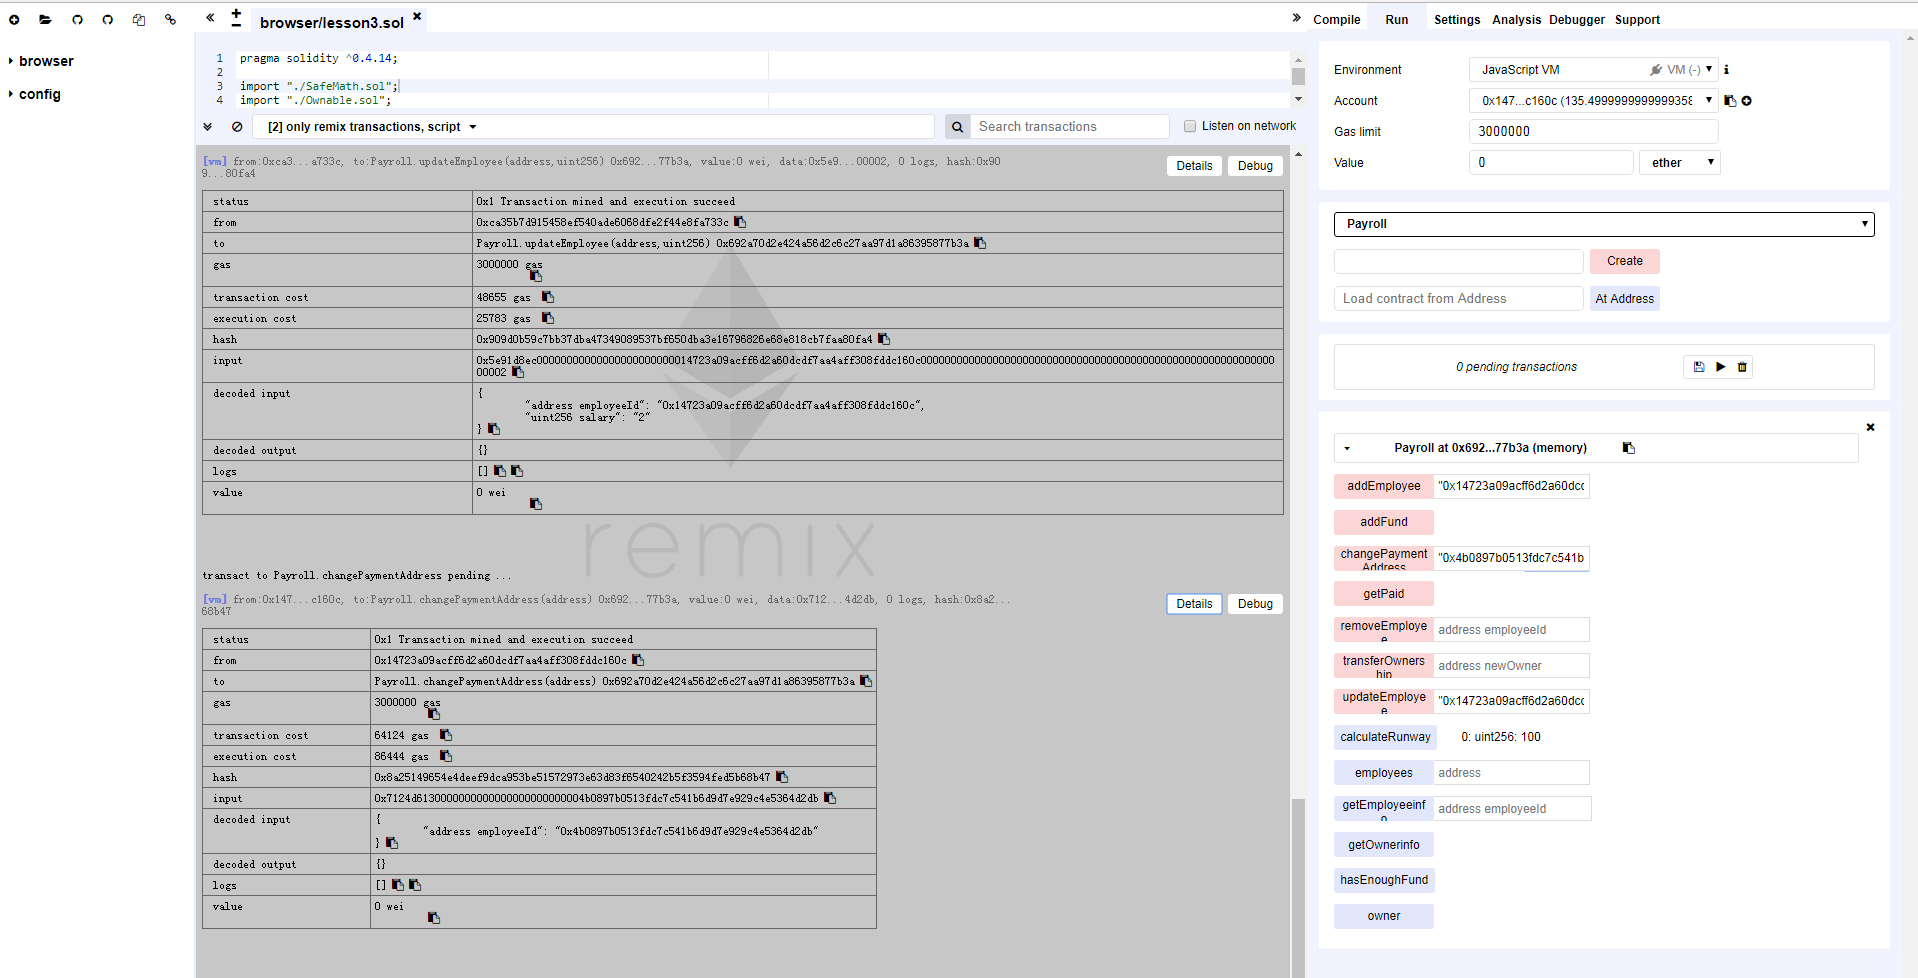 browser/lesson3.sol
Compile Run Settings Analysis Debugger Support
browser
config
1 pragma solidity ^0.4.14;
2
3 import "./SafeMath.sol";
4 import "./Ownable.sol";
[2] only remix transactions, script
Search transactions
Listen on network
[vm] from:0xca3...a733c, to:Payroll.updateEmployee(address,uint256) 0x692...77b3a, value:0 wei, data:0x5e9...00002, 0 logs, hash:0x90
9...80fa4
Details Debug
status 0x1 Transaction mined and execution succeed
from 0xca35b7d915458ef540ade6068dfe2f44e8fa733c
to Payroll.updateEmployee(address,uint256) 0x692a70d2e424a56d2c6c27aa97d1a86395877b3a
gas 3000000 gas
transaction cost 48655 gas
execution cost 25783 gas
hash 0x909d0b59c7bb37dba47349089537bf650dba3e16796826e68e818cb7faa80fa4
input
00002
decoded input {
"address employeeId": "0x14723a09acff6d2a60dcdf7aa4aff308fddc160c",
"uint256 salary": "2"
}
decoded output {}
logs []
value 0 wei
remix
transact to Payroll.changePaymentAddress pending ...
[vm] from:0x147...c160c, to:Payroll.changePaymentAddress(address) 0x692...77b3a, value:0 wei, data:0x712...4d2db, 0 logs, hash:0x8a2...
68b47
Details Debug
status 0x1 Transaction mined and execution succeed
from 0x14723a09acff6d2a60dcdf7aa4aff308fddc160c
to Payroll.changePaymentAddress(address) 0x692a70d2e424a56d2c6c27aa97d1a86395877b3a
gas 3000000 gas
transaction cost 64124 gas
execution cost 86444 gas
hash 0x8a25149654e4deef9dca953be51572973e63d83f6540242b5f3594fed5b68b47
input 0x7124d6130000000000000000000000004b0897b0513fdc7c541b6d9d7e929c4e5364d2db
decoded input {
"address employeeId": "0x4b0897b0513fdc7c541b6d9d7e929c4e5364d2db"
}
decoded output {}
logs []
value 0 wei
Environment JavaScript VM VM (-)
Account 0x147...c160c (135.4999999999999358
Gas limit 3000000
Value 0 ether
Payroll
Create
Load contract from Address At Address
0 pending transactions
Payroll at 0x692...77b3a (memory)
addEmployee "0x14723a09acff6d2a60dcc
addFund
changePayment "0x4b0897b0513fdc7c541b
Address
getPaid
removeEmploye address employeeId
e
transferOwners address newOwner
hip
updateEmploye "0x14723a09acff6d2a60dcc
e
calculateRunway 0: uint256: 100
employees address
getEmployeeinf address employeeId
o
getOwnerinfo
hasEnoughFund
owner